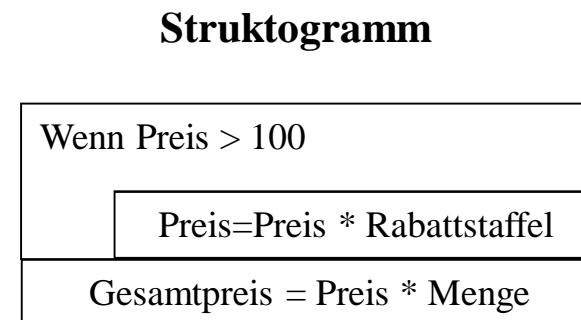 Struktogramm
Wenn Preis > 100
Preis=Preis * Rabattstaffel
Gesamtpreis = Preis * Menge